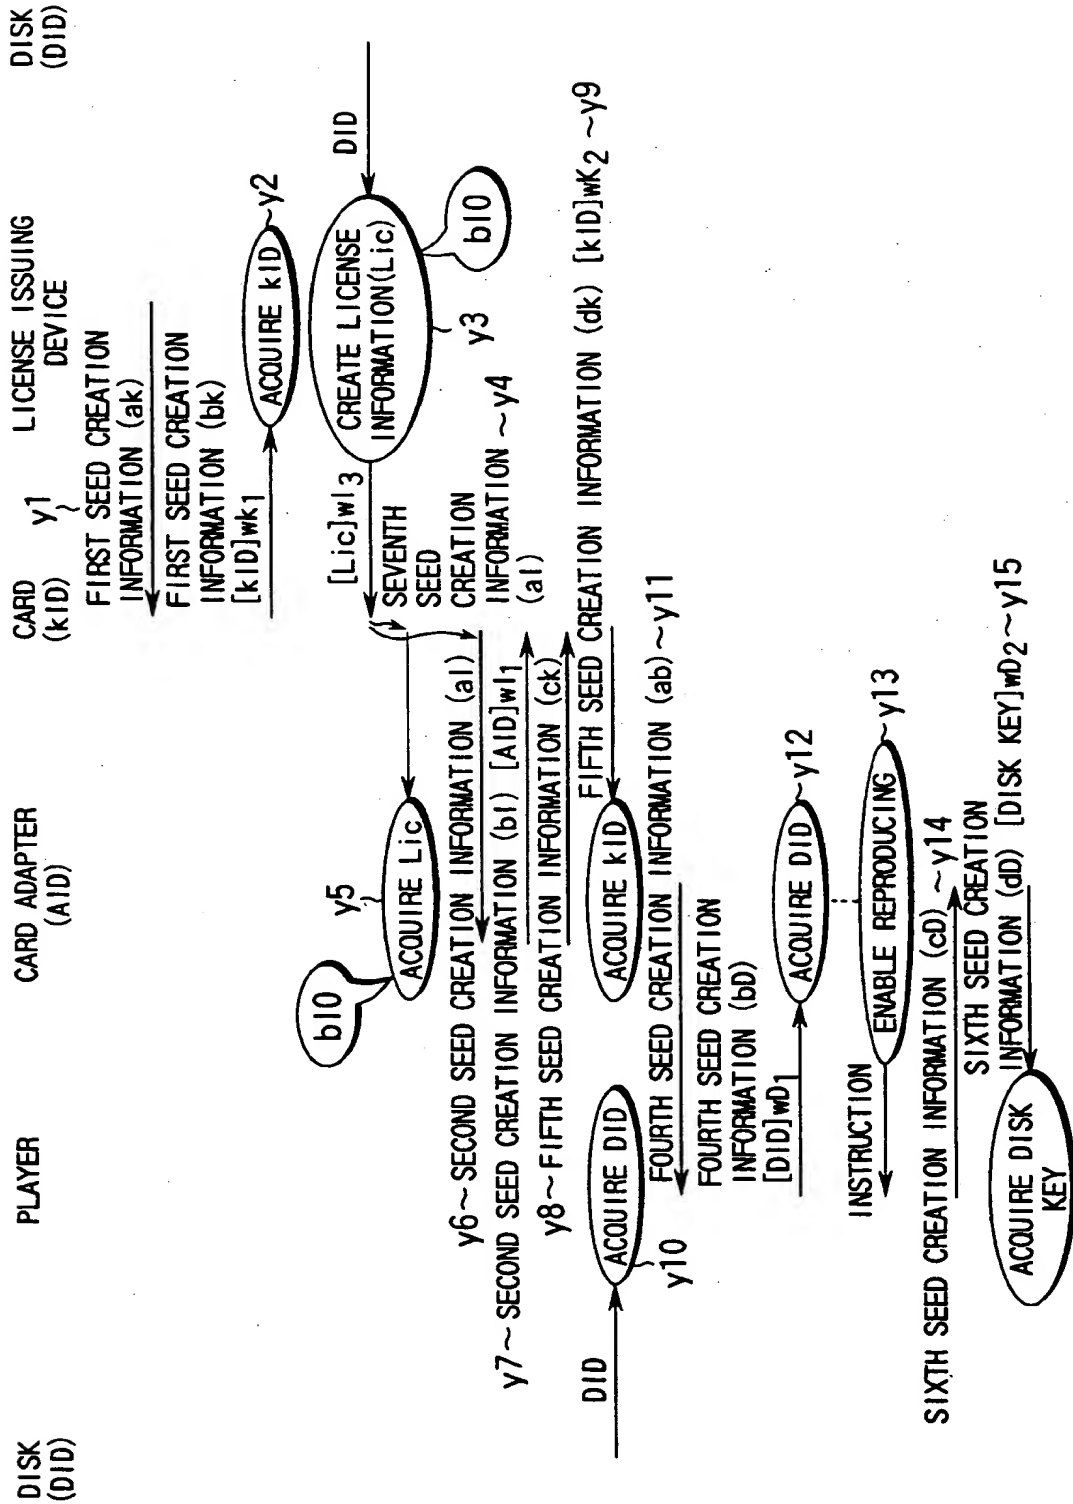 DISK
(DID)
PLAYER
CARD ADAPTER
(AID)
CARD
(kID)
LICENSE ISSUING
DEVICE
DISK
(DID)
y1
FIRST SEED CREATION
INFORMATION (ak)
FIRST SEED CREATION
INFORMATION (bk)
[kID]wk1
ACQUIRE kID
~y2
DID
CREATE LICENSE
INFORMATION(Lic)
y3
b10
[Lic]wl3
SEVENTH
SEED
CREATION
INFORMATION ~y4
(al)
b10
y5
ACQUIRE Lic
y6~SECOND SEED CREATION INFORMATION (al)
y7~SECOND SEED CREATION INFORMATION (bl) [AID]wl1
y8~FIFTH SEED CREATION INFORMATION (ck)
FIFTH SEED CREATION INFORMATION (dk) [kID]wK2 ~y9
ACQUIRE kID
DID
ACQUIRE DID
y10
FOURTH SEED CREATION INFORMATION (ab)~y11
FOURTH SEED CREATION
INFORMATION (bD)
[DID]wD1
ACQUIRE DID
~y12
ENABLE REPRODUCING
~y13
INSTRUCTION
SIXTH SEED CREATION INFORMATION (cD) ~y14
SIXTH SEED CREATION
INFORMATION (dD) [DISK KEY]wD2~y15
ACQUIRE DISK
KEY